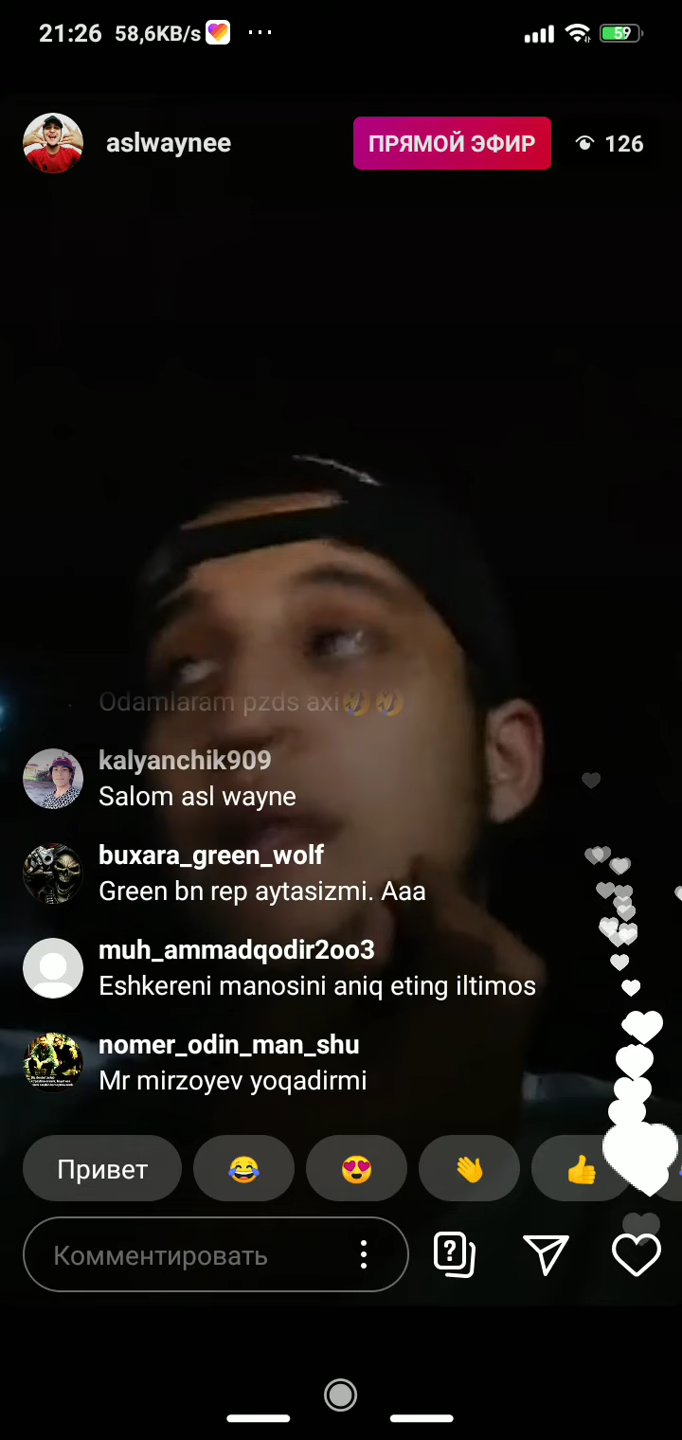 21:26 58,6KB/s ... 59
aslwaynee ПРЯМОЙ ЭФИР 126
Odamlaram pzds axi🤣🤣
kalyanchik909
Salom asl wayne
buxara_green_wolf
Green bn rep aytasizmi. Aaa
muh_ammadqodir2oo3
Eshkereni manosini aniq eting iltimos
nomer_odin_man_shu
Mr mirzoyev yoqadirmi
Привет 😂 😍 👋 👍
Комментировать